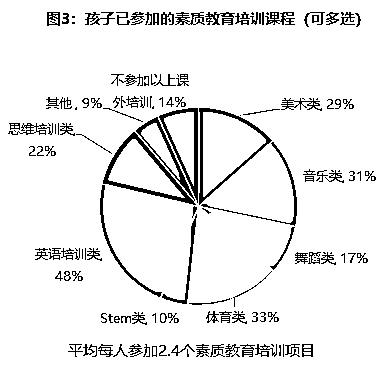 图3：孩子已参加的素质教育培训课程（可多选）
不参加以上课
外培训, 14%
其他, 9%
美术类, 29%
思维培训类,
22%
音乐类, 31%
英语培训类,
48%
舞蹈类, 17%
Stem类, 10%
体育类, 33%
平均每人参加2.4个素质教育培训项目